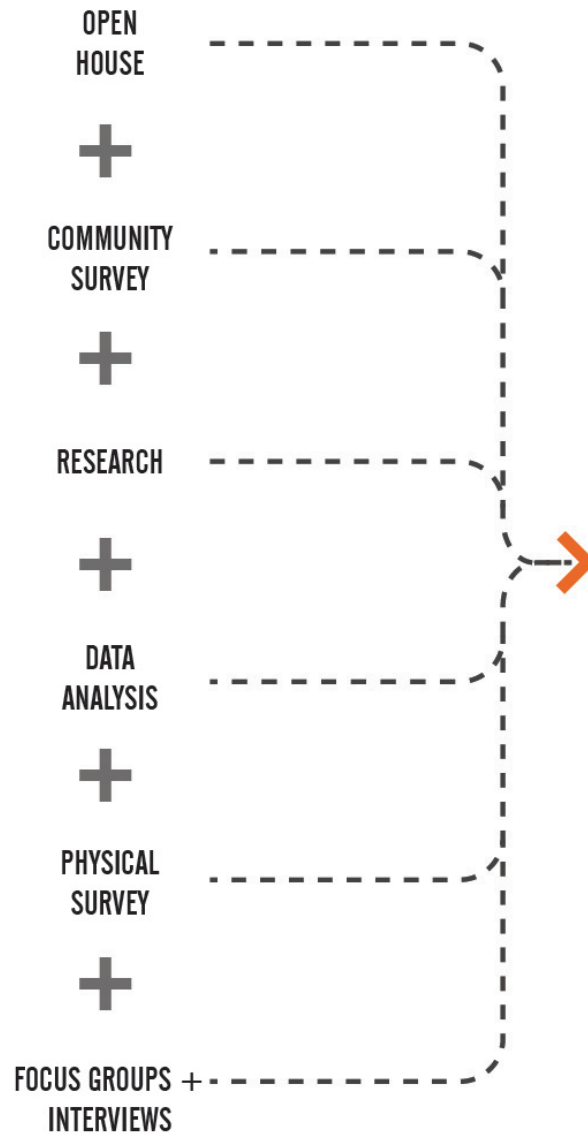 OPEN
HOUSE
+
COMMUNITY
SURVEY
+
RESEARCH
+
DATA
ANALYSIS
+
PHYSICAL
SURVEY
+
FOCUS GROUPS +
INTERVIEWS